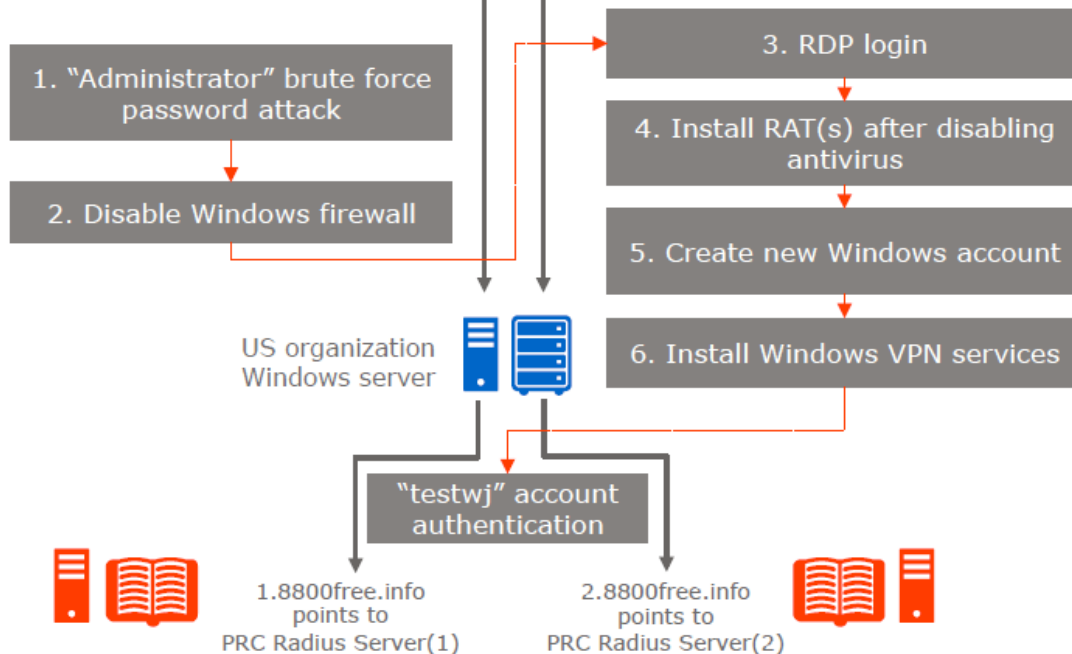 1. “Administrator” brute force
password attack
2. Disable Windows firewall
3. RDP login
4. Install RAT(s) after disabling
antivirus
5. Create new Windows account
6. Install Windows VPN services
US organization
Windows server
“testwj” account
authentication
1.8800free.info
points to
PRC Radius Server(1)
2.8800free.info
points to
PRC Radius Server(2)